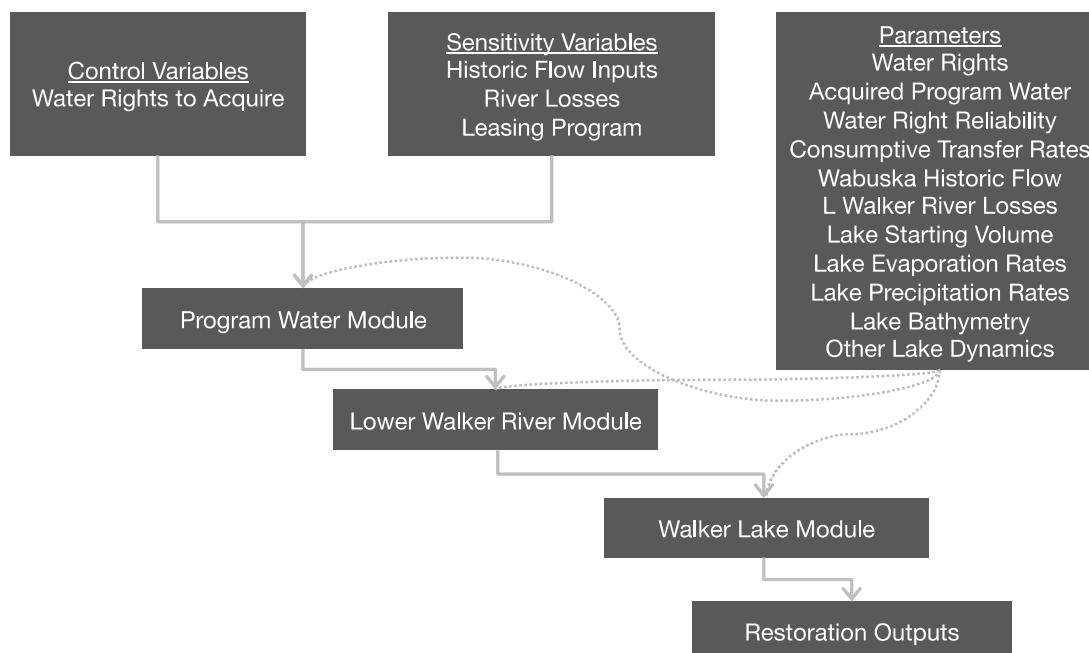 Control Variables
Water Rights to Acquire
Sensitivity Variables
Historic Flow Inputs
River Losses
Leasing Program
Parameters
Water Rights
Acquired Program Water
Water Right Reliability
Consumptive Transfer Rates
Wabuska Historic Flow
L Walker River Losses
Lake Starting Volume
Lake Evaporation Rates
Lake Precipitation Rates
Lake Bathymetry
Other Lake Dynamics
Program Water Module
Lower Walker River Module
Walker Lake Module
Restoration Outputs